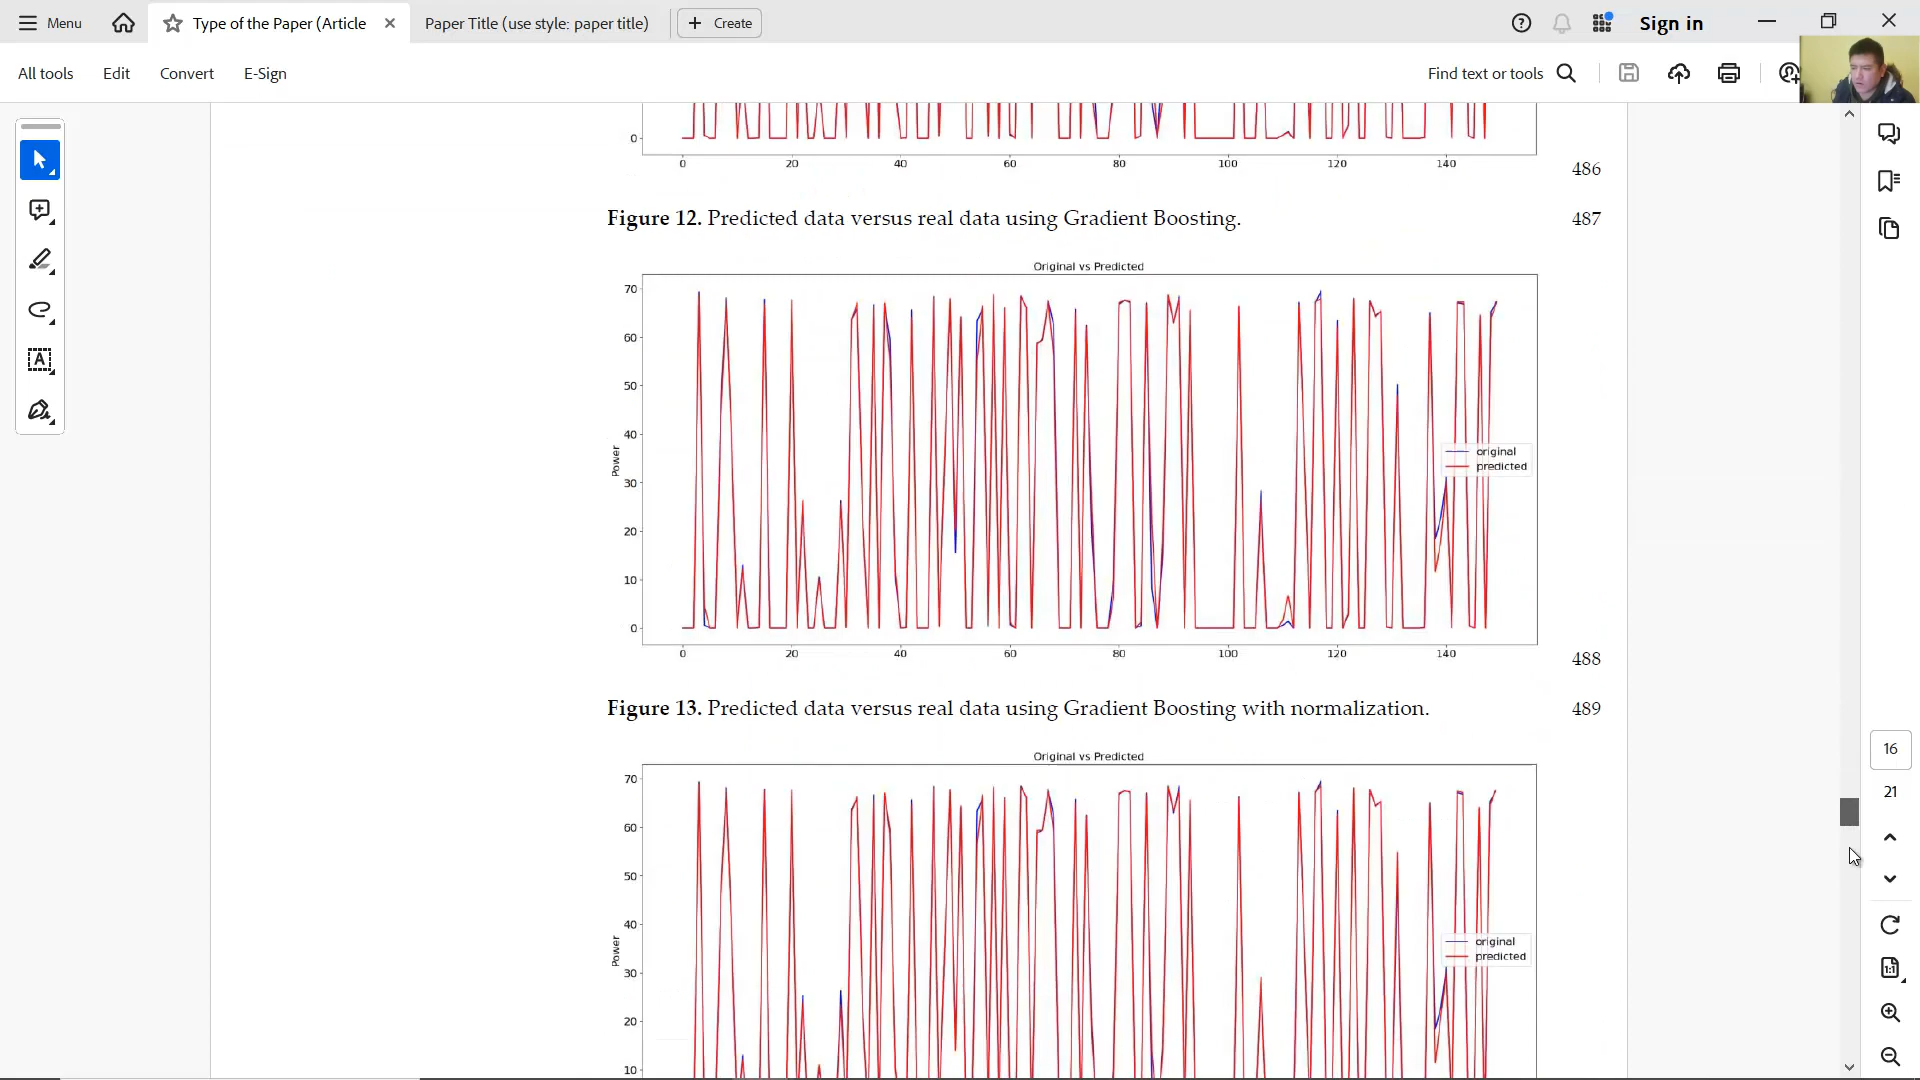 Menu
Type of the Paper (Article
Paper Title (use style: paper title)
Create
Sign in
All tools
Edit
Convert
E-Sign
Find text or tools
0
0 20 40 60 80 100 120 140
486
Figure 12. Predicted data versus real data using Gradient Boosting.
487
Original vs Predicted
70
60
50
40
30
20
10
0
Power
original
predicted
0 20 40 60 80 100 120 140
488
Figure 13. Predicted data versus real data using Gradient Boosting with normalization.
489
Original vs Predicted
70
60
50
40
30
20
10
Power
original
predicted
A
16
21
1:1